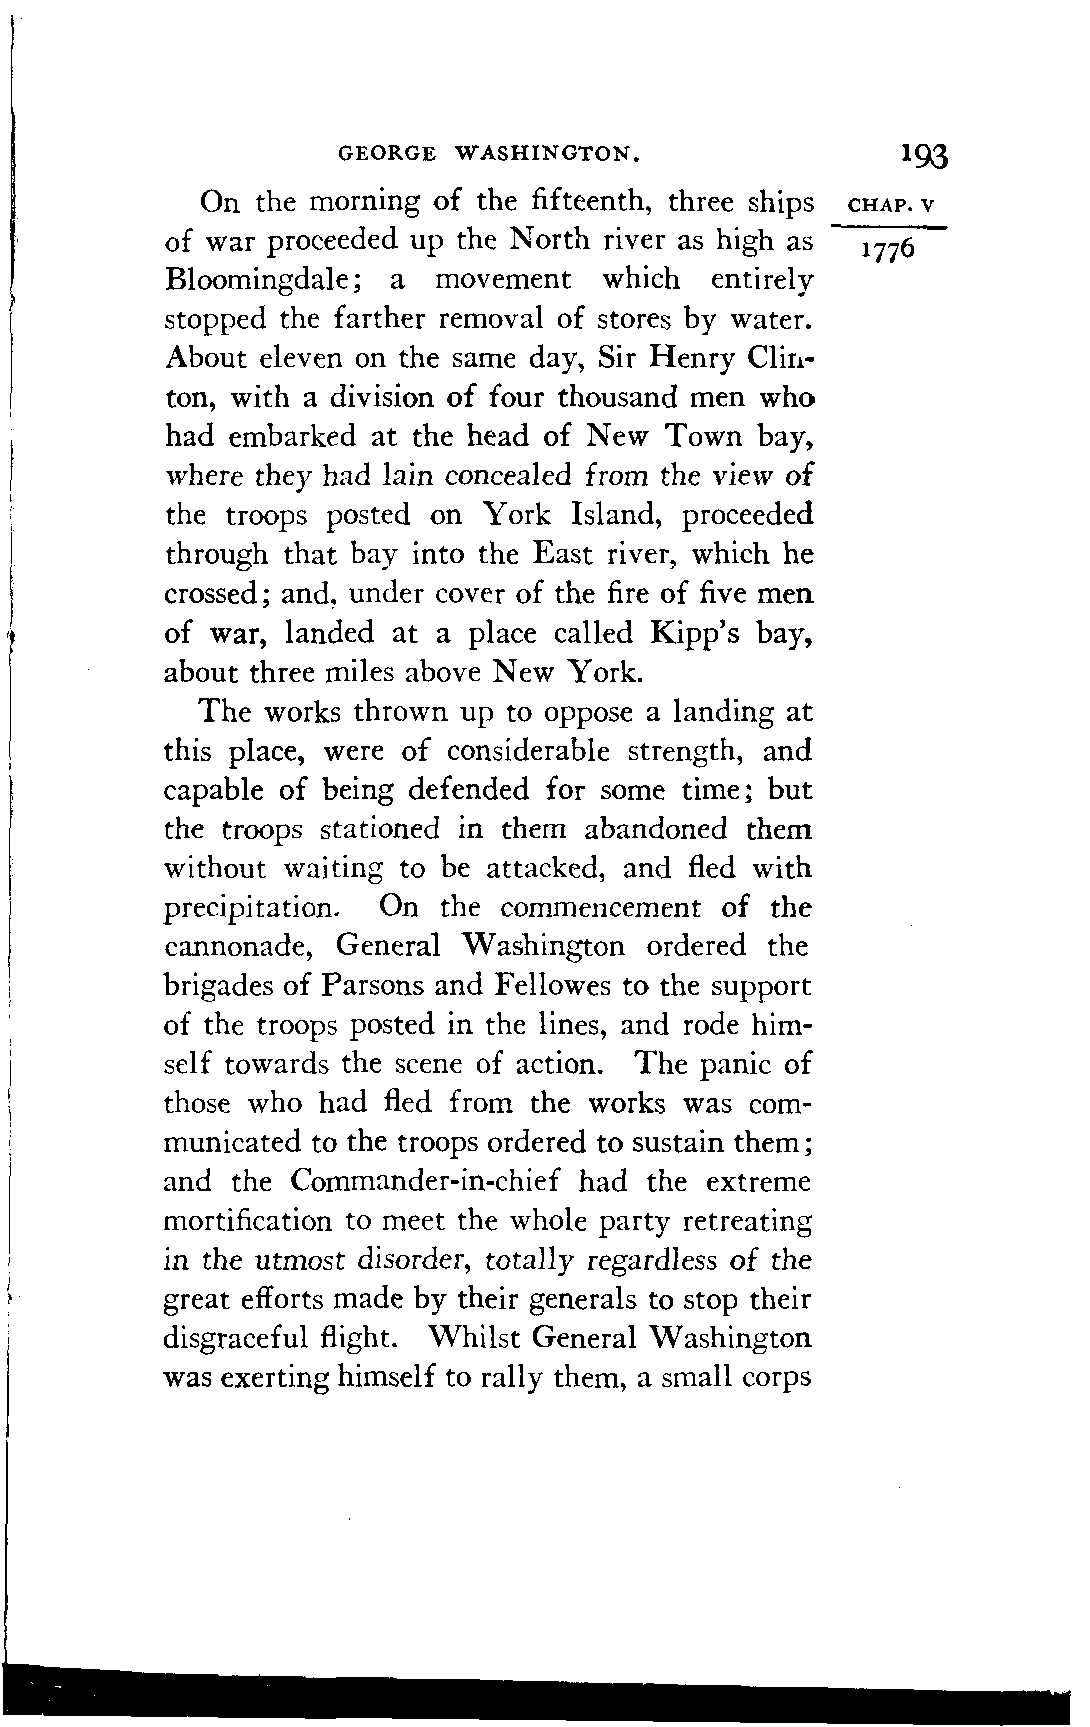 GEORGE WASHINGTON. 193
On the morning of the fifteenth, three ships CHAP. V
of war proceeded up the North river as high as 1776
Bloomingdale; a movement which entirely
stopped the farther removal of stores by water.
About eleven on the same day, Sir Henry Clin-
ton, with a division of four thousand men who
had embarked at the head of New Town bay,
where they had lain concealed from the view of
the troops posted on York Island, proceeded
through that bay into the East river, which he
crossed; and, under cover of the fire of five men
of war, landed at a place called Kipp's bay,
about three miles above New York.
The works thrown up to oppose a landing at
this place, were of considerable strength, and
capable of being defended for some time; but
the troops stationed in them abandoned them
without waiting to be attacked, and fled with
precipitation. On the commencement of the
cannonade, General Washington ordered the
brigades of Parsons and Fellowes to the support
of the troops posted in the lines, and rode him-
self towards the scene of action. The panic of
those who had fled from the works was com-
municated to the troops ordered to sustain them;
and the Commander-in-chief had the extreme
mortification to meet the whole party retreating
in the utmost disorder, totally regardless of the
great efforts made by their generals to stop their
disgraceful flight. Whilst General Washington
was exerting himself to rally them, a small corps